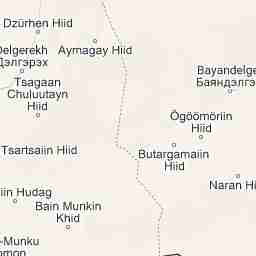 Dzürhen Hiid
Delgerekh
Дэлгэрэх
Aymagay Hiid
Tsagaan
Chuluutayn
Hiid
Bayandelge
Баяндэлгэ
Ögöömöriin
Hiid
Tsartsaiin Hiid
Butargamaiin
Hiid
Naran Hi
iin Hudag
Bain Munkin
Khid
-Munku
omon